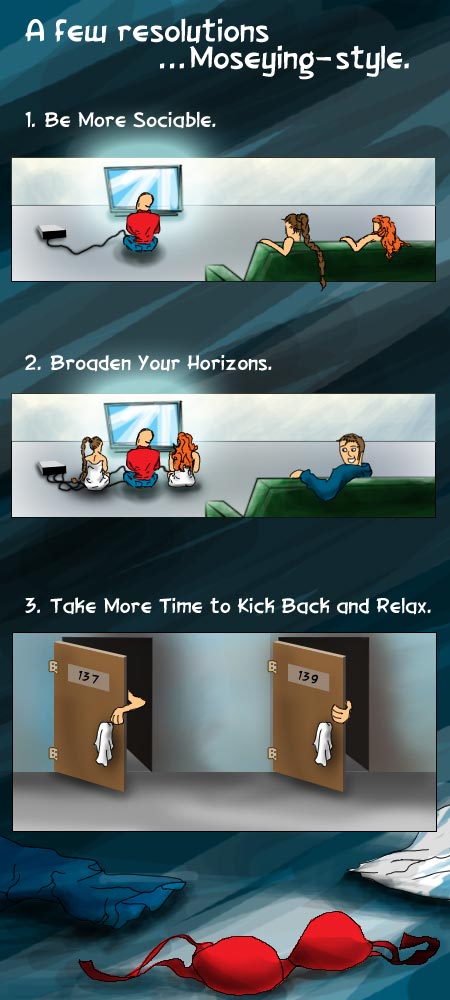 A few resolutions
...Moseying-style.
1. Be More Sociable.
2. Broaden Your Horizons.
3. Take More Time to Kick Back and Relax.
137
139